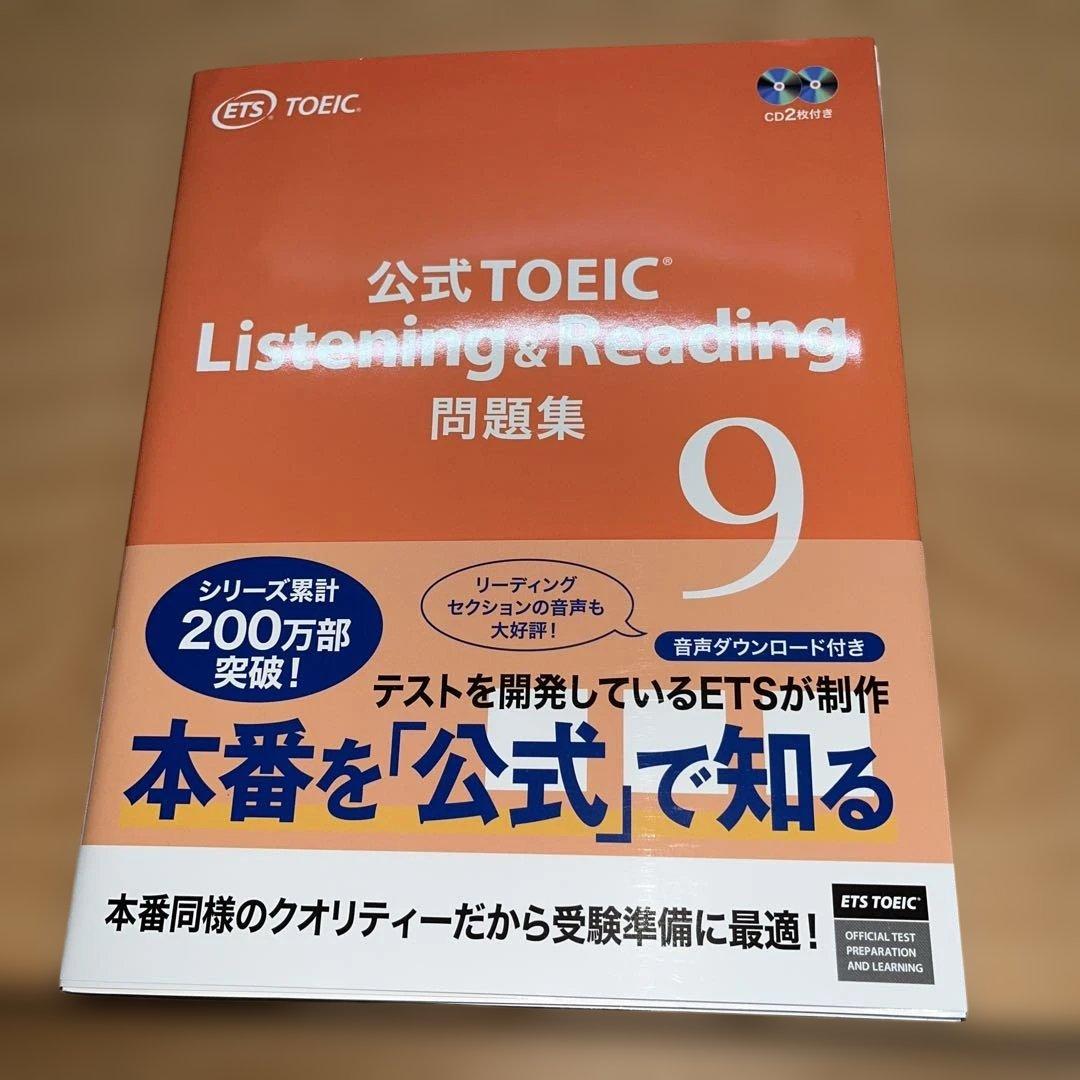 ETS® TOEIC®
CD2枚付き
公式 TOEIC®
Listening & Reading
問題集
9
シリーズ累計
200万部
突破!
リーディング
セクションの音声も
大好評!
音声ダウンロード付き
テストを開発しているETSが制作
本番を「公式」で知る
本番同様のクオリティーだから受験準備に最適!
ETS TOEIC®
OFFICIAL TEST
PREPARATION
AND LEARNING